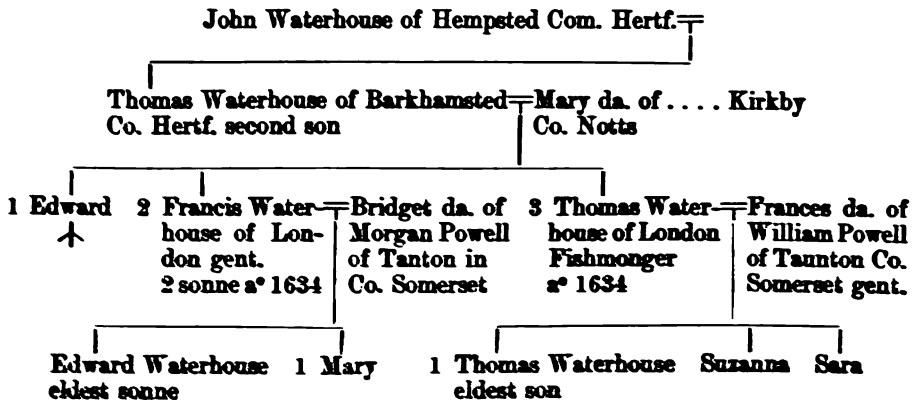 John Waterhouse of Hempsted Com. Hertf.
Thomas Waterhouse of Barkhamsted Mary da. of .... Kirkby
Co. Hertf. second son Co. Notts
1 Edward 2 Francis Water- Bridget da. of 3 Thomas Water- Frances da. of
house of Lon- Morgan Powell house of London William Powell
don gent. of Tanton in Fishmonger of Taunton Co.
2 sonne aº 1634 Co. Somerset aº 1634 Somerset gent.
Edward Waterhouse 1 Mary 1 Thomas Waterhouse Suzanna Sara
eldest sonne eldest son